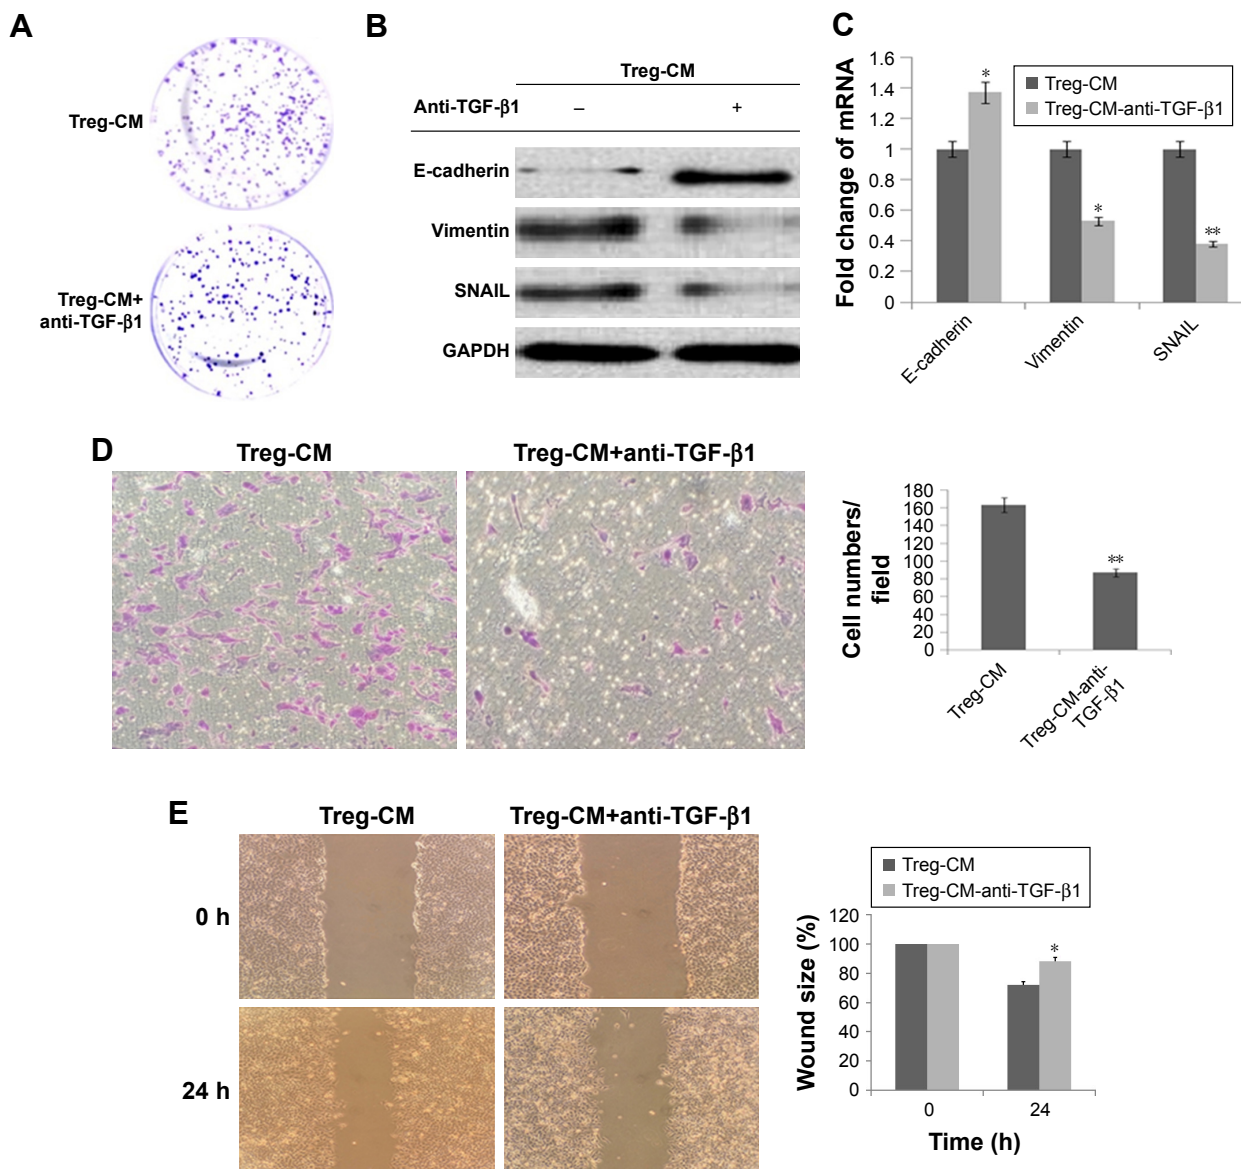 A
Treg-CM
Treg-CM+
anti-TGF-β1
B
Treg-CM
Anti-TGF-β1 – +
E-cadherin
Vimentin
SNAIL
GAPDH
C
Fold change of mRNA
1.6
1.4
1.2
1
0.8
0.6
0.4
0.2
0
Treg-CM
Treg-CM-anti-TGF-β1
*
*
**
E-cadherin
Vimentin
SNAIL
D
Treg-CM
Treg-CM+anti-TGF-β1
Cell numbers/
field
180
160
140
120
100
80
60
40
20
0
**
Treg-CM
Treg-CM-anti-
TGF-β1
E
Treg-CM
Treg-CM+anti-TGF-β1
0 h
24 h
Treg-CM
Treg-CM-anti-TGF-β1
Wound size (%)
120
100
80
60
40
20
0
*
0
24
Time (h)